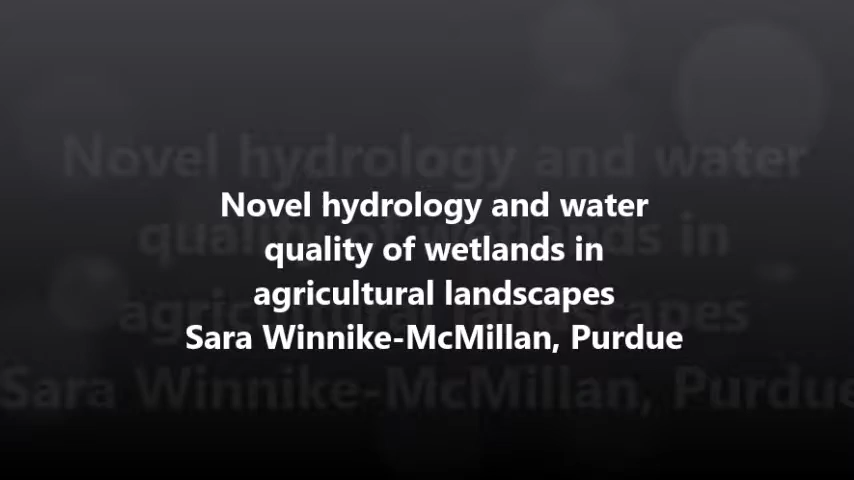 Novel hydrology and water
quality of wetlands in
agricultural landscapes
Sara Winnike-McMillan, Purdue